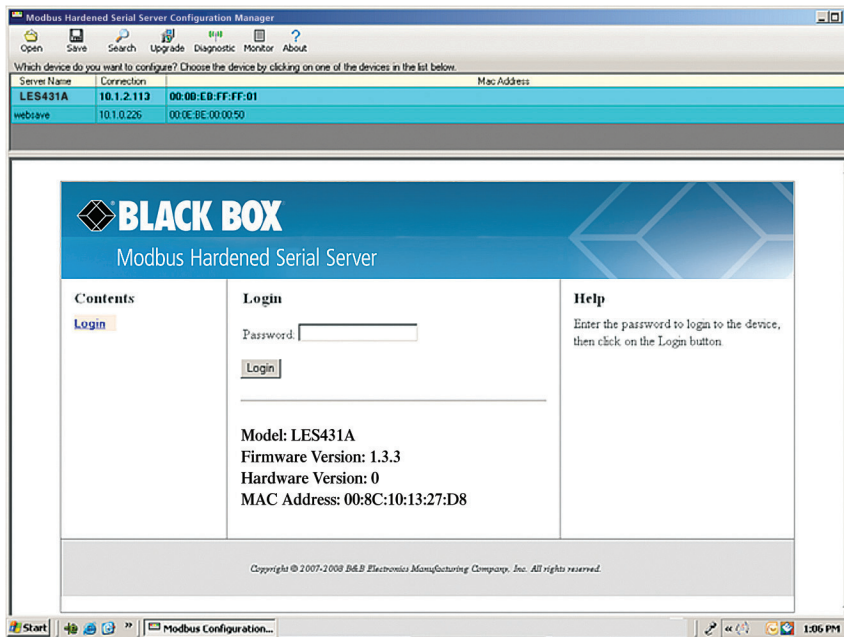 Modbus Hardened Serial Server Configuration Manager
Open Save Search Upgrade Diagnostic Monitor About
Which device do you want to configure? Choose the device by clicking on one of the devices in the list below.
Server Name Connection Mac Address
LES431A 10.1.2.113 00:0B:EB:FF:FF:01
websave 10.1.0.226 00:0E:BE:00:00:50
BLACK BOX
Modbus Hardened Serial Server
Contents
Login
Login
Password:
Login
Model: LES431A
Firmware Version: 1.3.3
Hardware Version: 0
MAC Address: 00:8C:10:13:27:D8
Help
Enter the password to login to the device,
then click on the Login button
Copyright © 2007-2008 B&B Electronics Manufacturing Company, Inc. All rights reserved.
Start » Modbus Configuration... « 1:06 PM